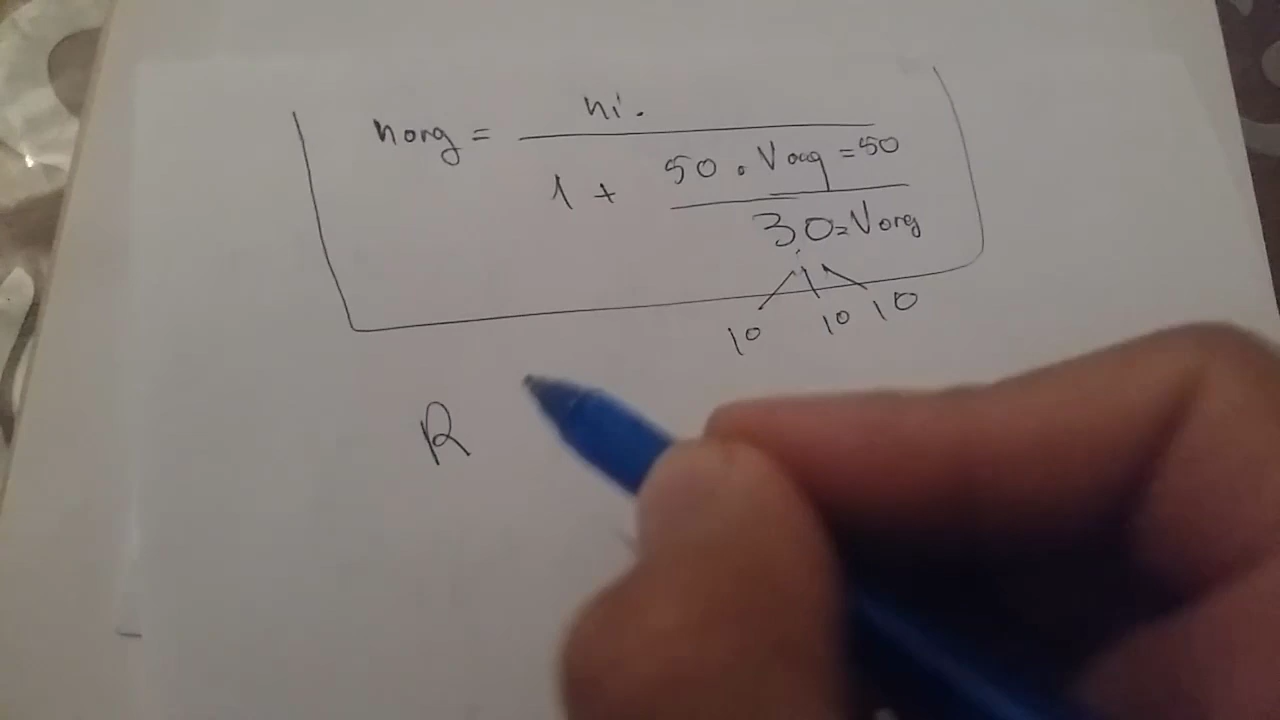 norg = ni.
1 + 50 . Vaq = 50
30 = Vorg
10 10 10
R